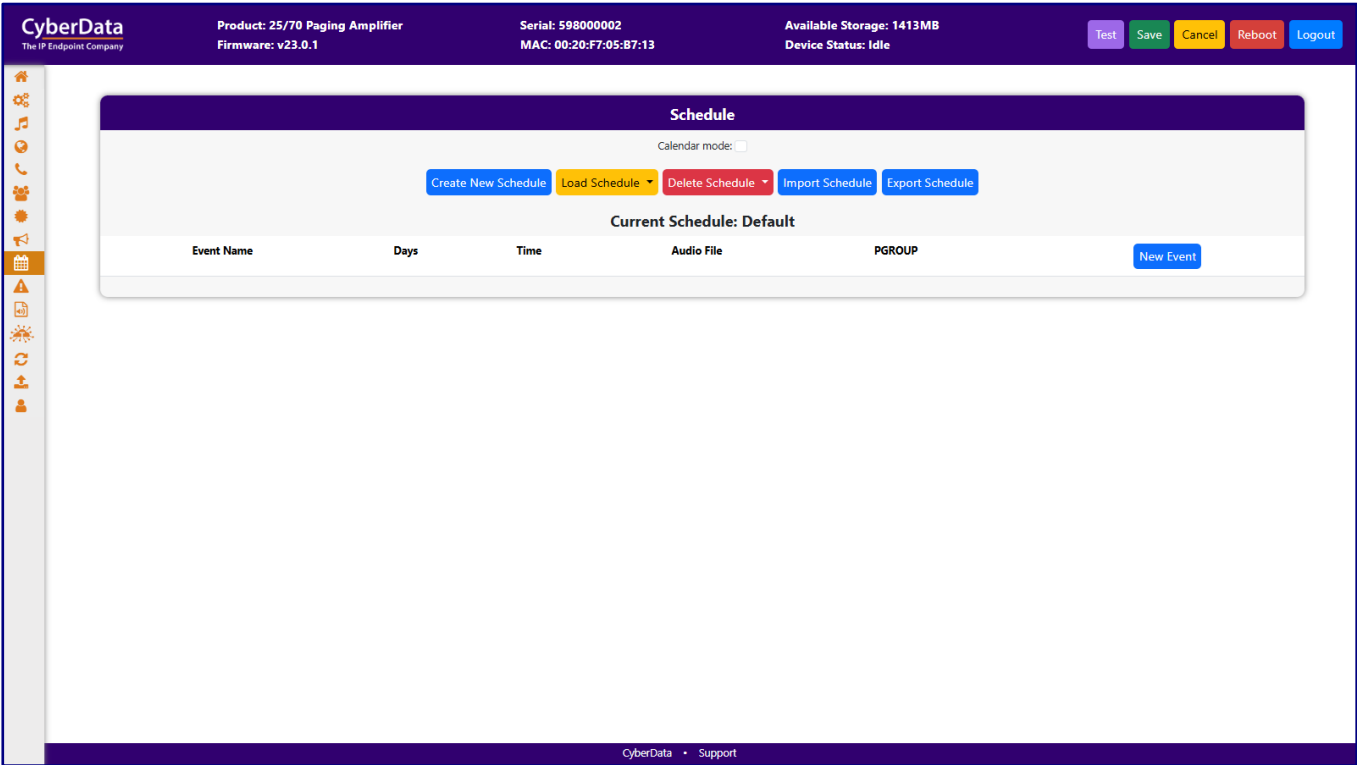 CyberData
The IP Endpoint Company
Product: 25/70 Paging Amplifier
Firmware: v23.0.1
Serial: 598000002
MAC: 00:20:F7:05:B7:13
Available Storage: 1413MB
Device Status: Idle
Test Save Cancel Reboot Logout
Schedule
Calendar mode:
Create New Schedule Load Schedule Delete Schedule Import Schedule Export Schedule
Current Schedule: Default
Event Name Days Time Audio File PGROUP New Event
CyberData • Support